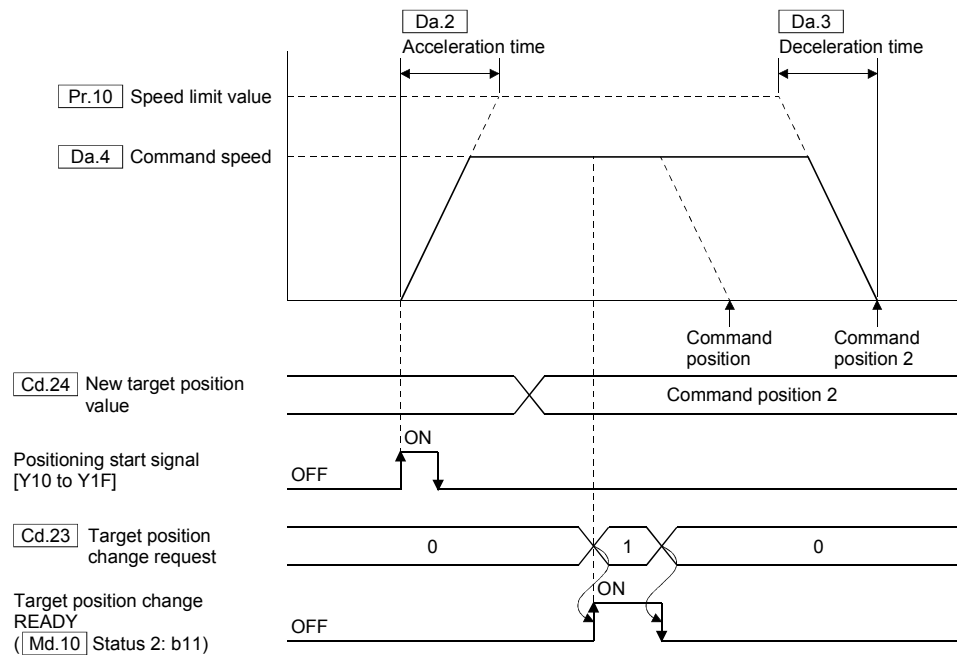 Da.2
Acceleration time
Da.3
Deceleration time
Pr.10 Speed limit value
Da.4 Command speed
Command
position
Command
position 2
Cd.24 New target position
value
Command position 2
Positioning start signal
[Y10 to Y1F]
OFF
ON
Cd.23 Target position
change request
0
1
0
Target position change
READY
( Md.10 Status 2: b11)
OFF
ON